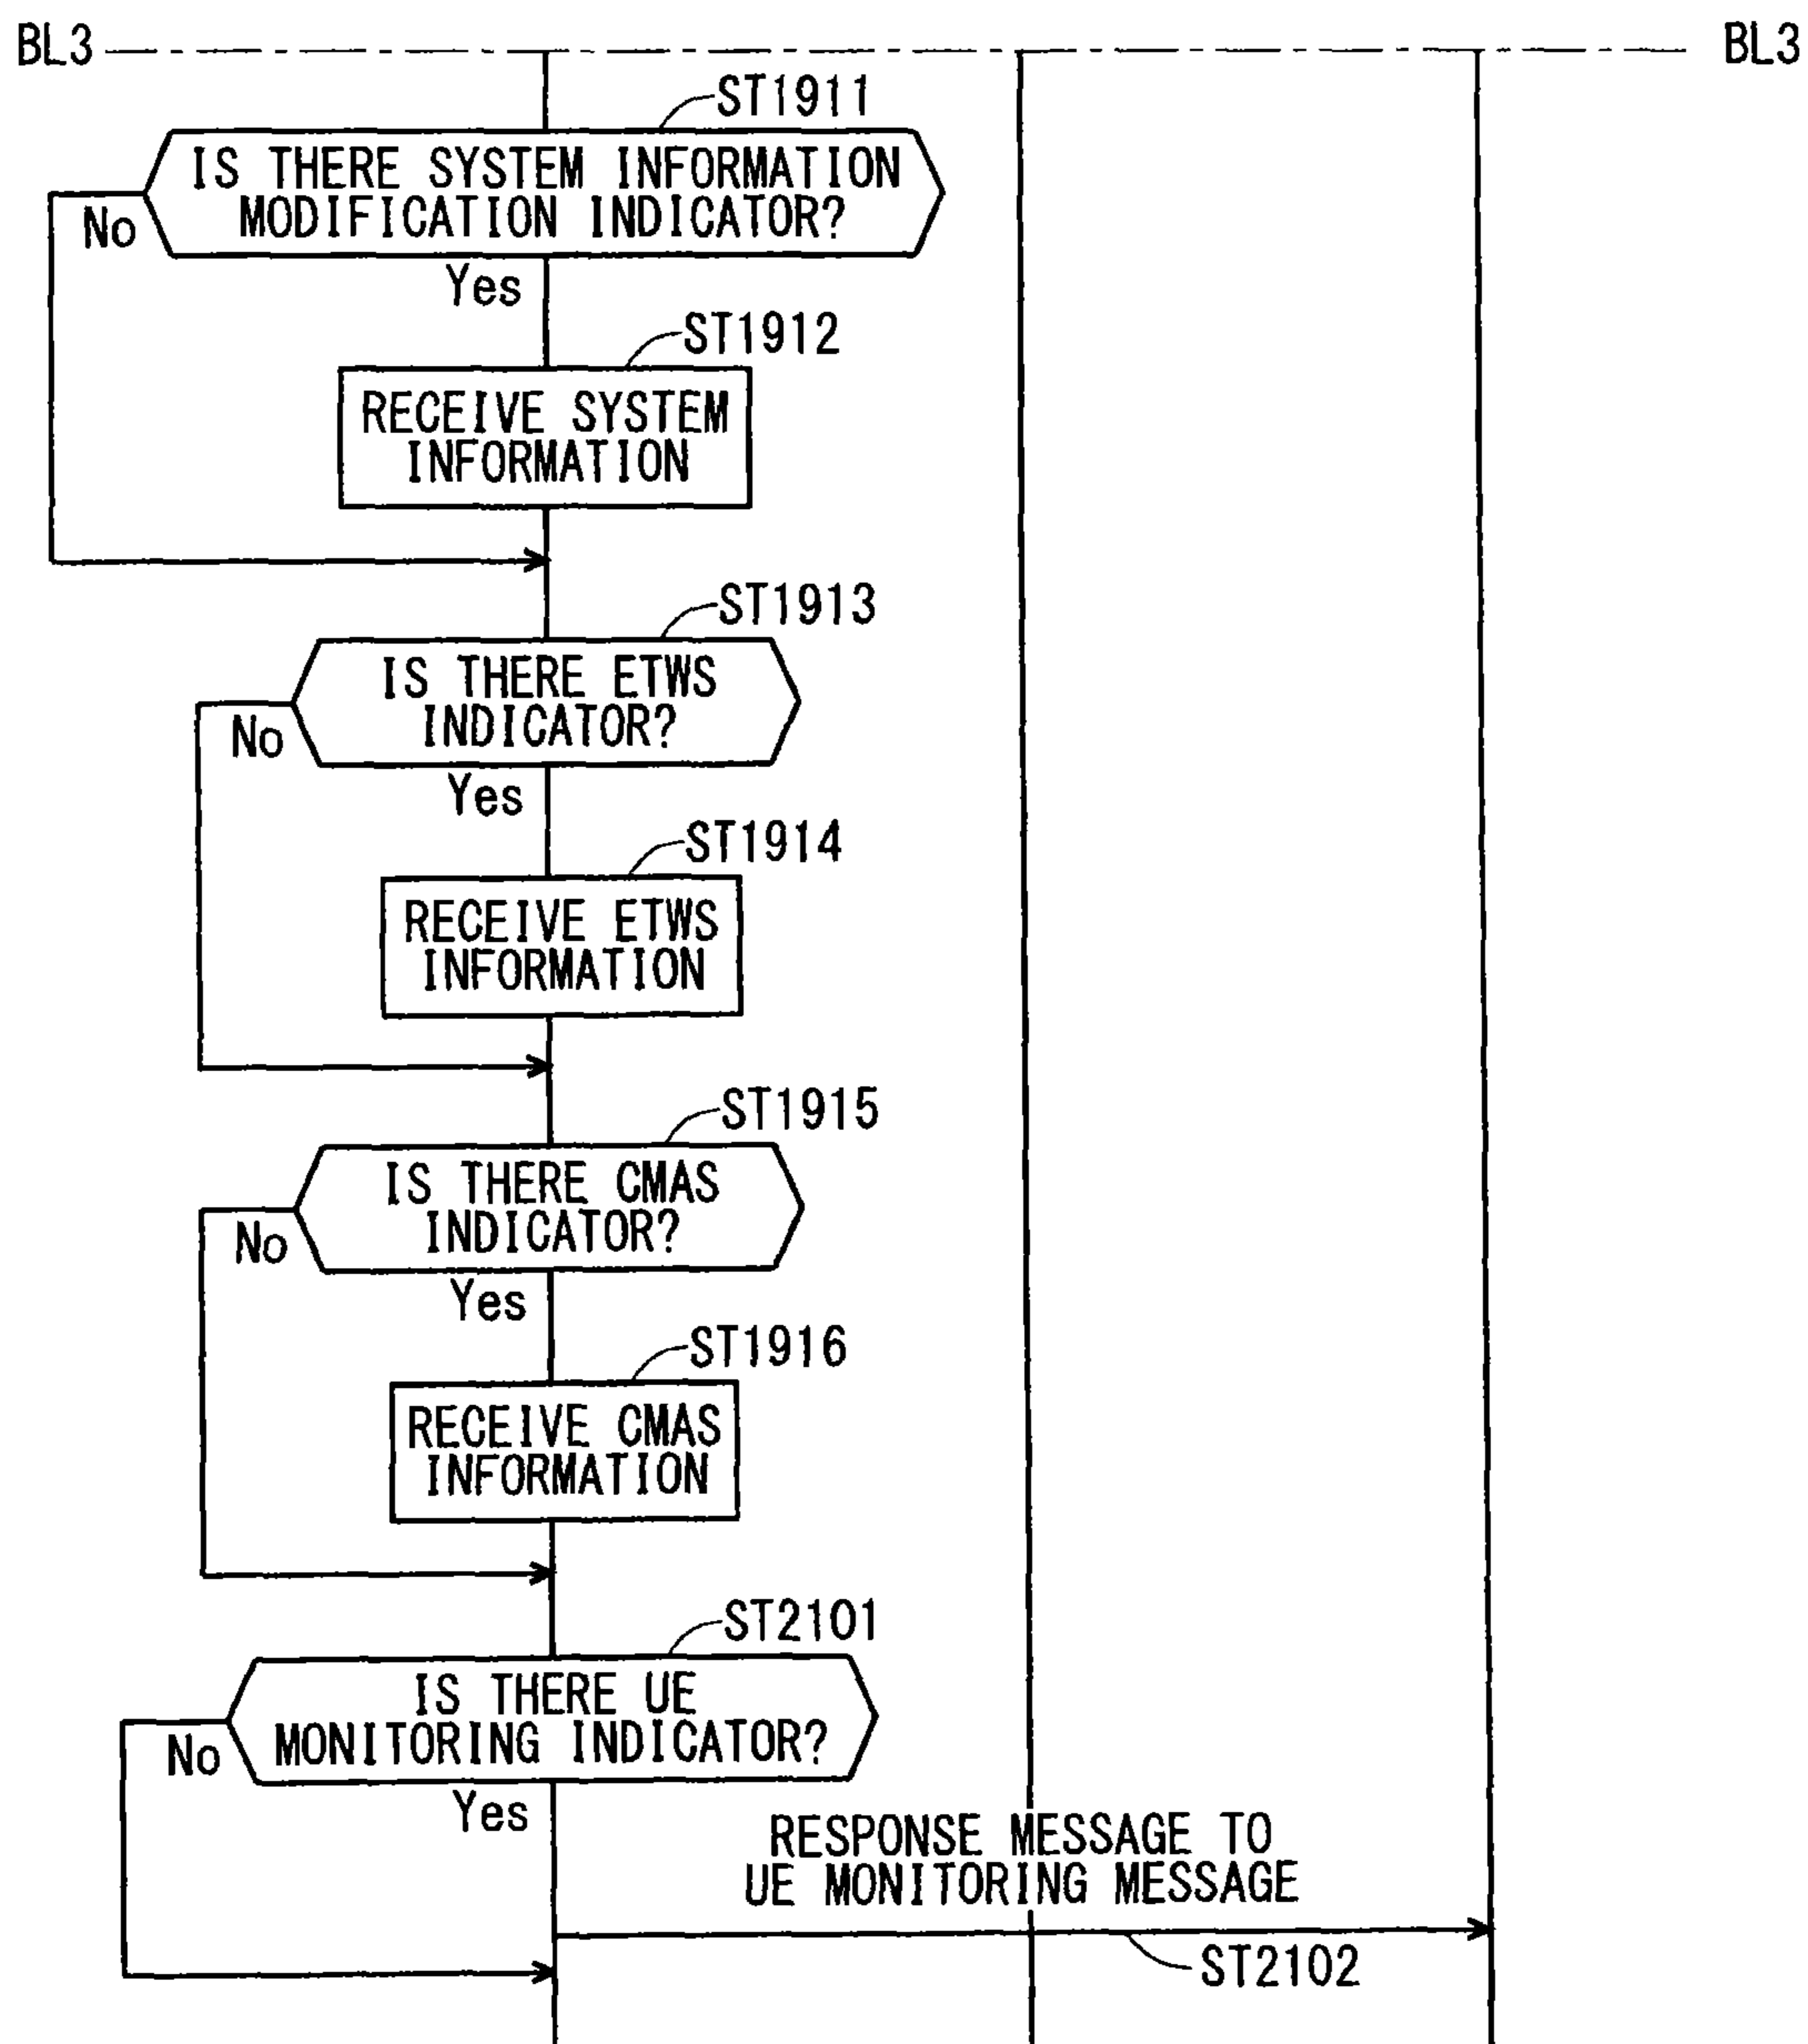 BL3 BL3
ST1911
IS THERE SYSTEM INFORMATION
MODIFICATION INDICATOR?
No
Yes
ST1912
RECEIVE SYSTEM
INFORMATION
ST1913
IS THERE ETWS
INDICATOR?
No
Yes
ST1914
RECEIVE ETWS
INFORMATION
ST1915
IS THERE CMAS
INDICATOR?
No
Yes
ST1916
RECEIVE CMAS
INFORMATION
ST2101
IS THERE UE
MONITORING INDICATOR?
No
Yes
RESPONSE MESSAGE TO
UE MONITORING MESSAGE
ST2102